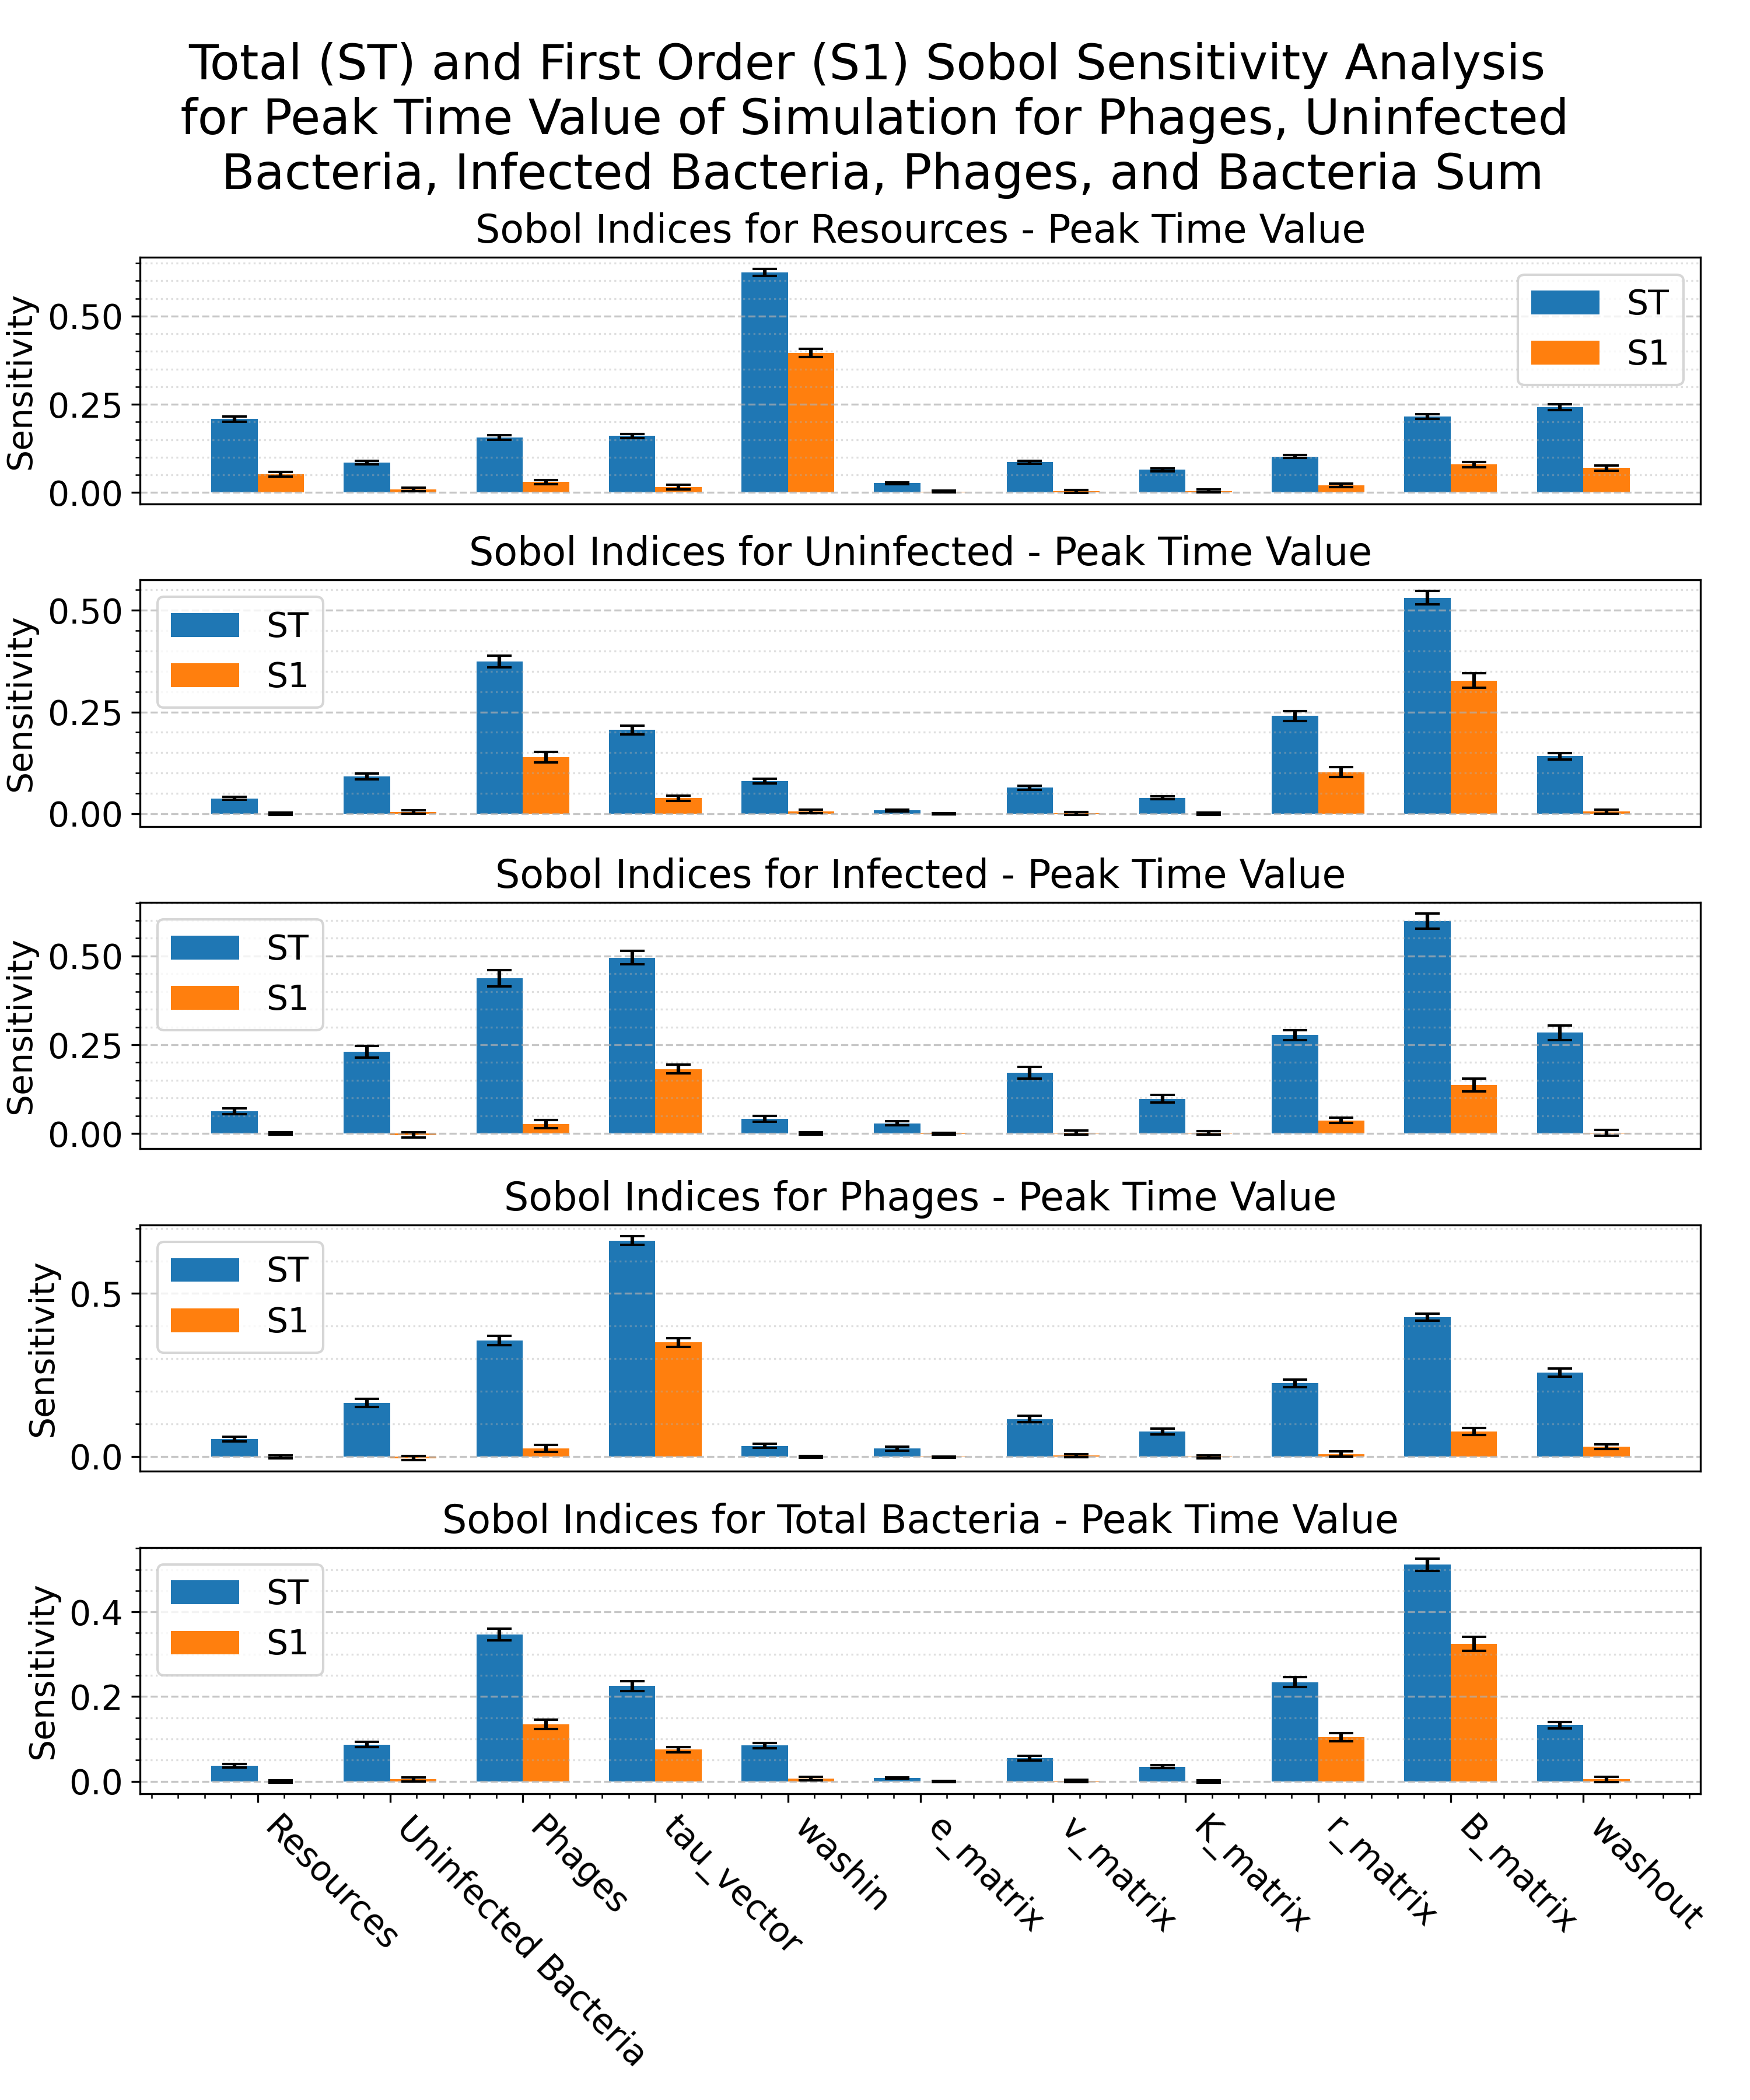 Total (ST) and First Order (S1) Sobol Sensitivity Analysis
for Peak Time Value of Simulation for Phages, Uninfected
Bacteria, Infected Bacteria, Phages, and Bacteria Sum
Sobol Indices for Resources - Peak Time Value
Sensitivity
0.50
0.25
0.00
ST
S1
Sobol Indices for Uninfected - Peak Time Value
Sensitivity
0.50
0.25
0.00
ST
S1
Sobol Indices for Infected - Peak Time Value
Sensitivity
0.50
0.25
0.00
ST
S1
Sobol Indices for Phages - Peak Time Value
Sensitivity
0.5
0.0
ST
S1
Sobol Indices for Total Bacteria - Peak Time Value
Sensitivity
0.4
0.2
0.0
ST
S1
Resources
Uninfected Bacteria
Phages
tau_vector
washin
e_matrix
v_matrix
K_matrix
r_matrix
B_matrix
washout